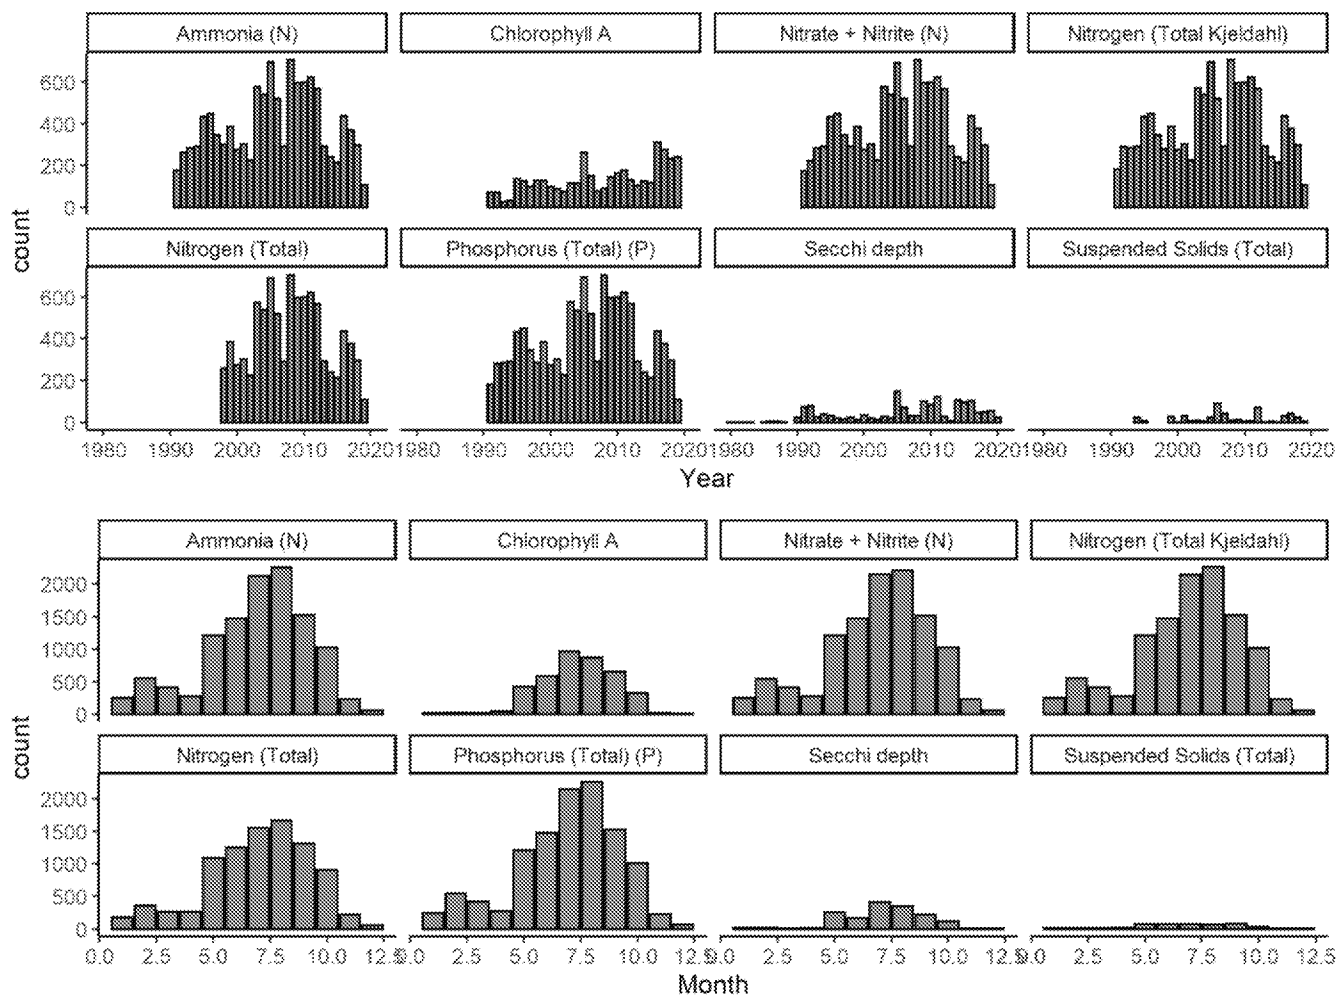 Ammonia (N) Chlorophyll A Nitrate + Nitrite (N) Nitrogen (Total Kjeldahl)
600
400
200
0
count
Nitrogen (Total) Phosphorus (Total) (P) Secchi depth Suspended Solids (Total)
600
400
200
0
1980 1990 2000 2010 2020 1980 1990 2000 2010 2020 1980 1990 2000 2010 2020 1980 1990 2000 2010 2020
Year
Ammonia (N) Chlorophyll A Nitrate + Nitrite (N) Nitrogen (Total Kjeldahl)
2000
1500
1000
500
0
count
Nitrogen (Total) Phosphorus (Total) (P) Secchi depth Suspended Solids (Total)
2000
1500
1000
500
0
0.0 2.5 5.0 7.5 10.0 12.5 0.0 2.5 5.0 7.5 10.0 12.5 0.0 2.5 5.0 7.5 10.0 12.5 0.0 2.5 5.0 7.5 10.0 12.5
Month